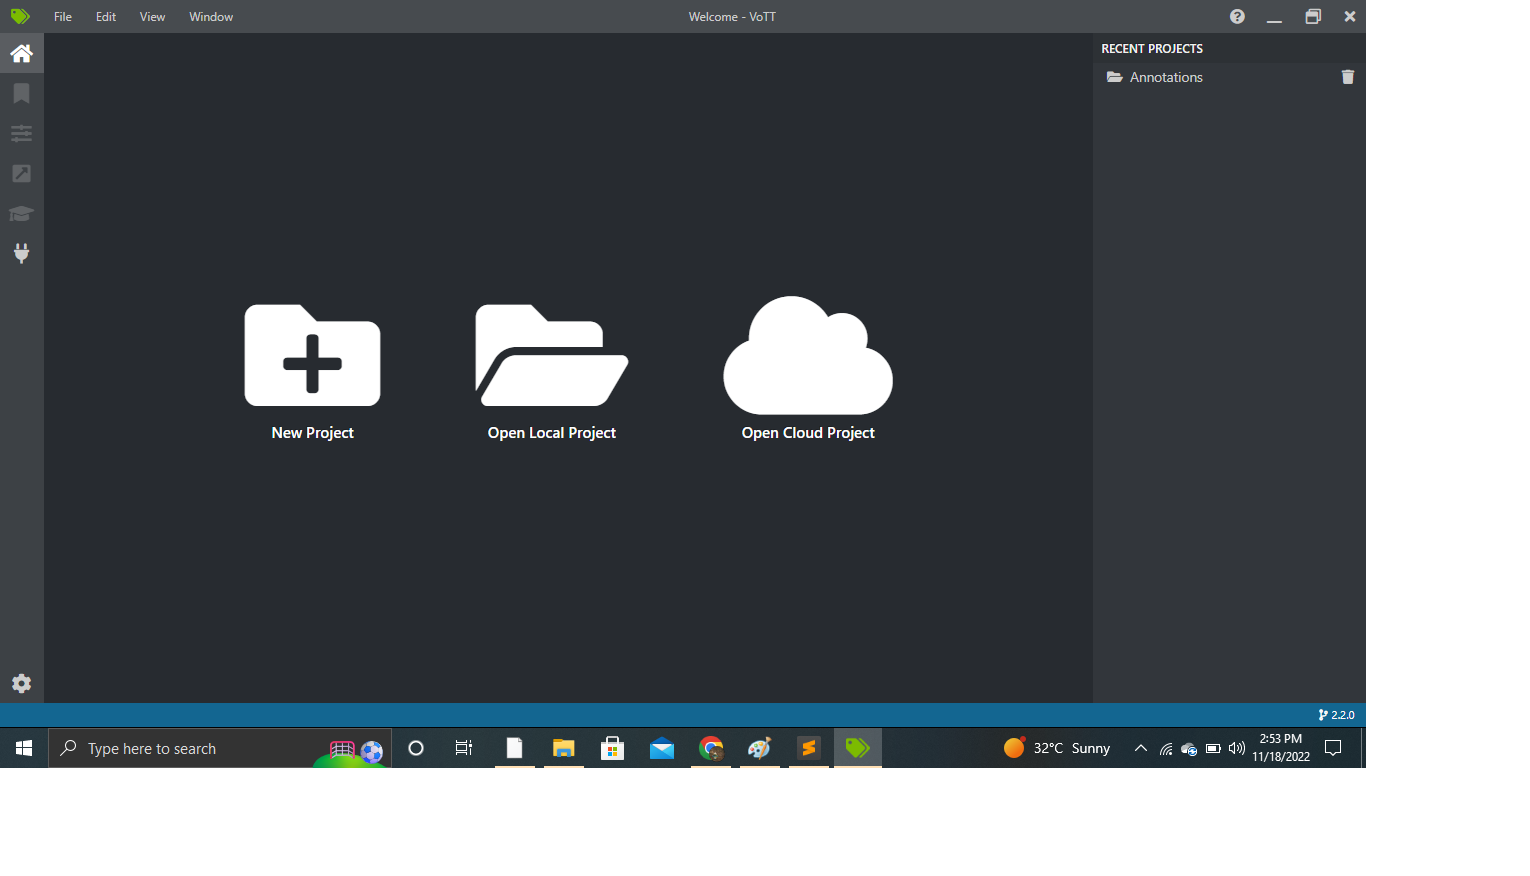 File Edit View Window Welcome - VoTT
RECENT PROJECTS
Annotations
New Project Open Local Project Open Cloud Project
2.2.0
Type here to search 32°C Sunny 2:53 PM
11/18/2022